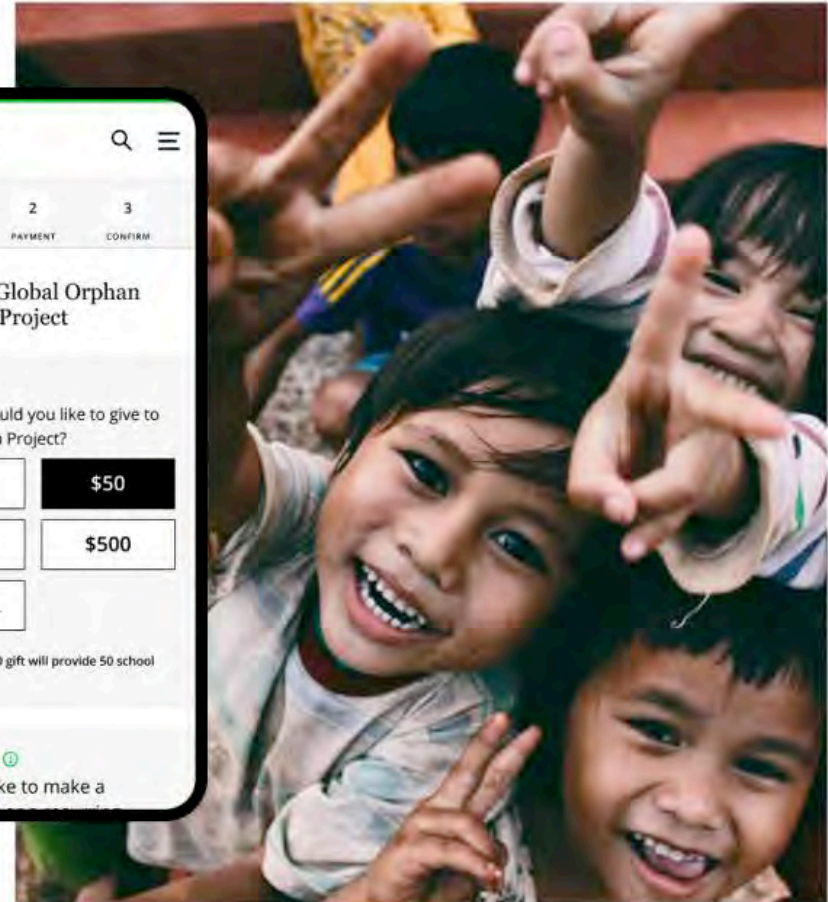 2
3
PAYMENT
CONFIRM
Global Orphan
Project
uld you like to give to
Project?
$50
$500
gift will provide 50 school
ke to make a